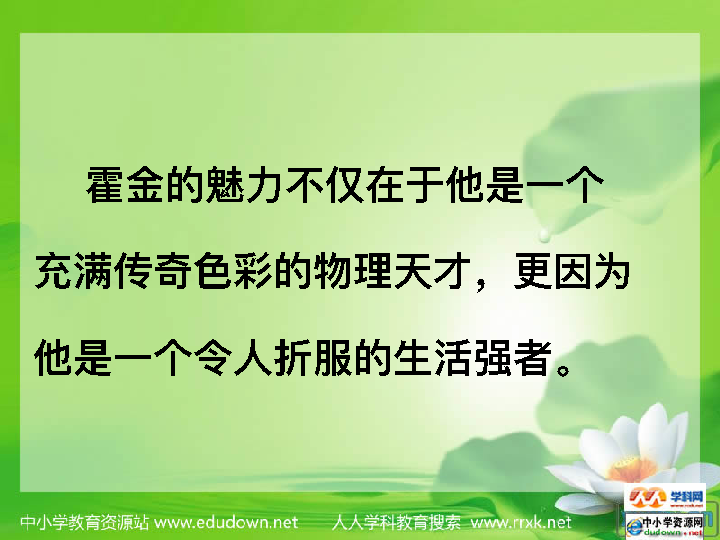 霍金的魅力不仅在于他是一个
充满传奇色彩的物理天才，更因为
他是一个令人折服的生活强者。
学科网
www.rrxk.net
中小学资源网
中小学教育资源站 www.edudown.net 人人学科教育搜索 www.rrxk.net